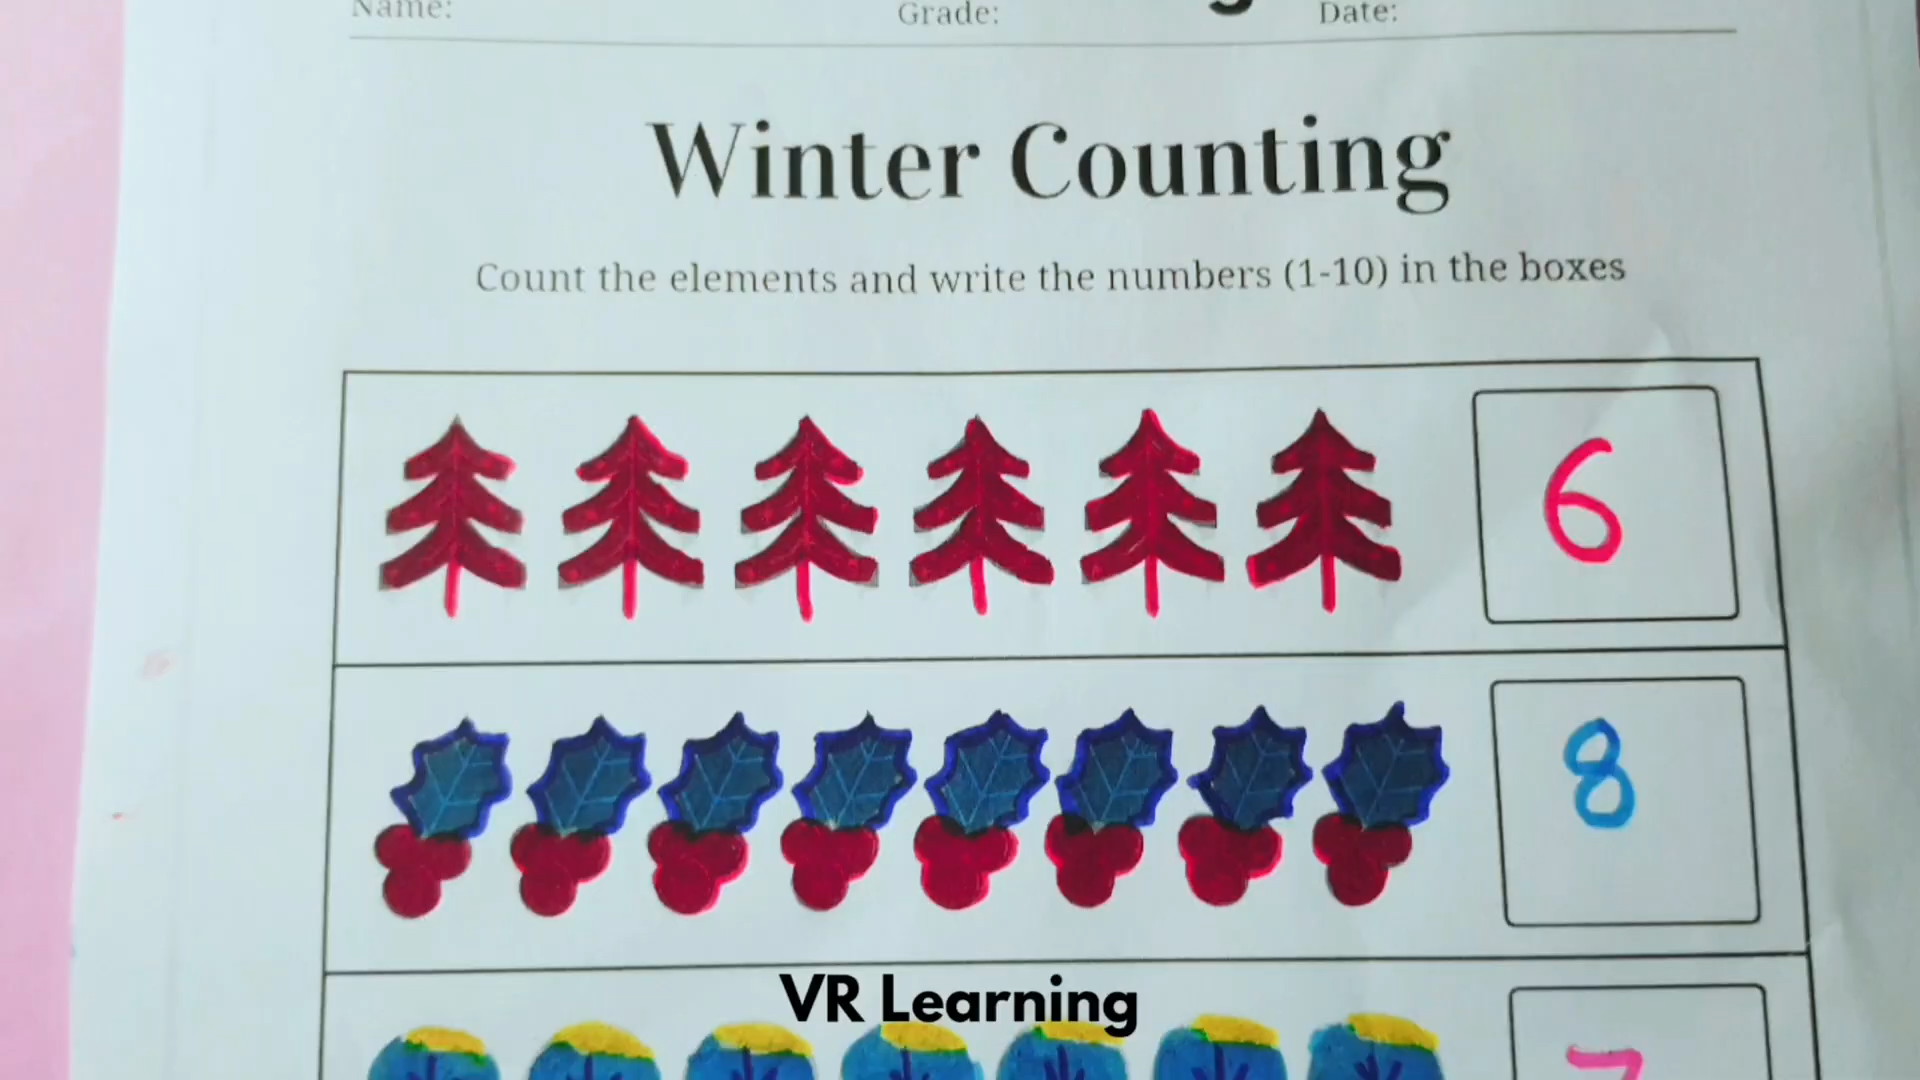 Name: Grade: Date:
Winter Counting
Count the elements and write the numbers (1-10) in the boxes
6
8
VR Learning
7